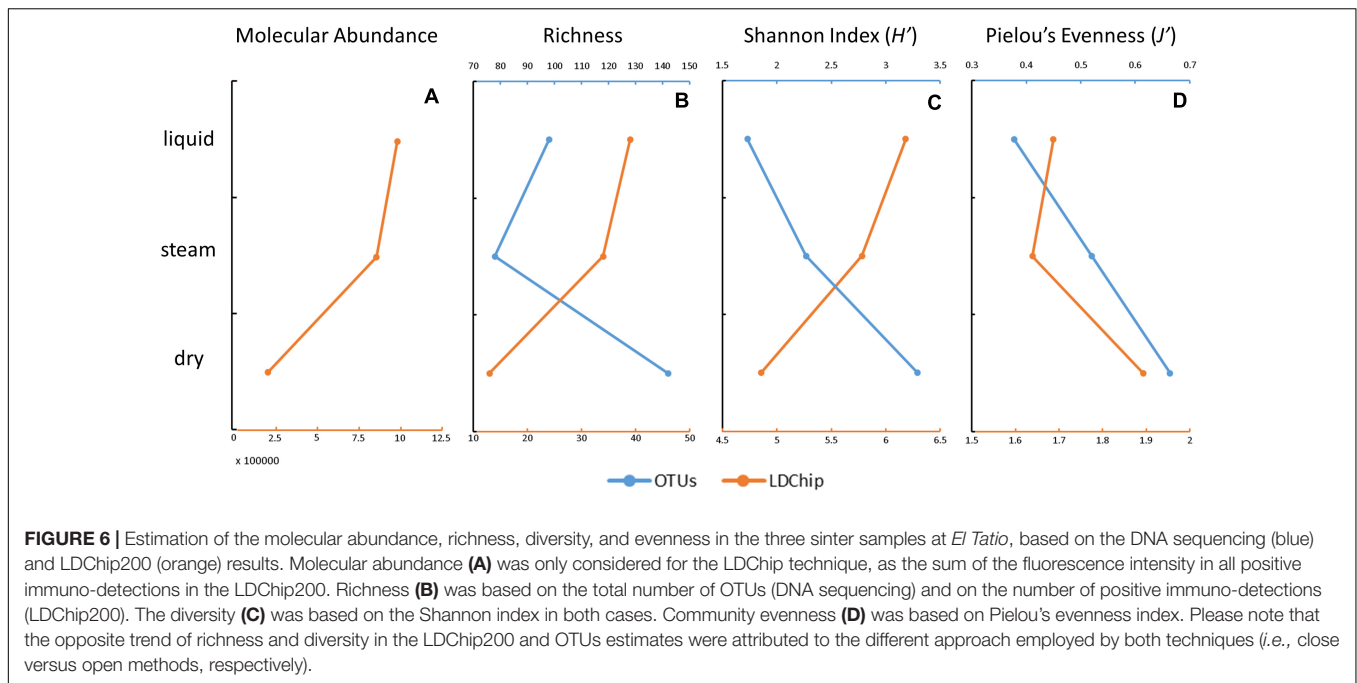 Molecular Abundance Richness Shannon Index (H') Pielou's Evenness (J')
70 80 90 100 110 120 130 140 150 1.5 2 2.5 3 3.5 0.3 0.4 0.5 0.6 0.7
A B C D
liquid
steam
dry
0 2.5 5 7.5 10 12.5 10 20 30 40 50 4.5 5 5.5 6 6.5 1.5 1.6 1.7 1.8 1.9 2
x 100000
OTUs LDChip
FIGURE 6 | Estimation of the molecular abundance, richness, diversity, and evenness in the three sinter samples at El Tatio, based on the DNA sequencing (blue)
and LDChip200 (orange) results. Molecular abundance (A) was only considered for the LDChip technique, as the sum of the fluorescence intensity in all positive
immuno-detections in the LDChip200. Richness (B) was based on the total number of OTUs (DNA sequencing) and on the number of positive immuno-detections
(LDChip200). The diversity (C) was based on the Shannon index in both cases. Community evenness (D) was based on Pielou's evenness index. Please note that
the opposite trend of richness and diversity in the LDChip200 and OTUs estimates were attributed to the different approach employed by both techniques (i.e., close
versus open methods, respectively).